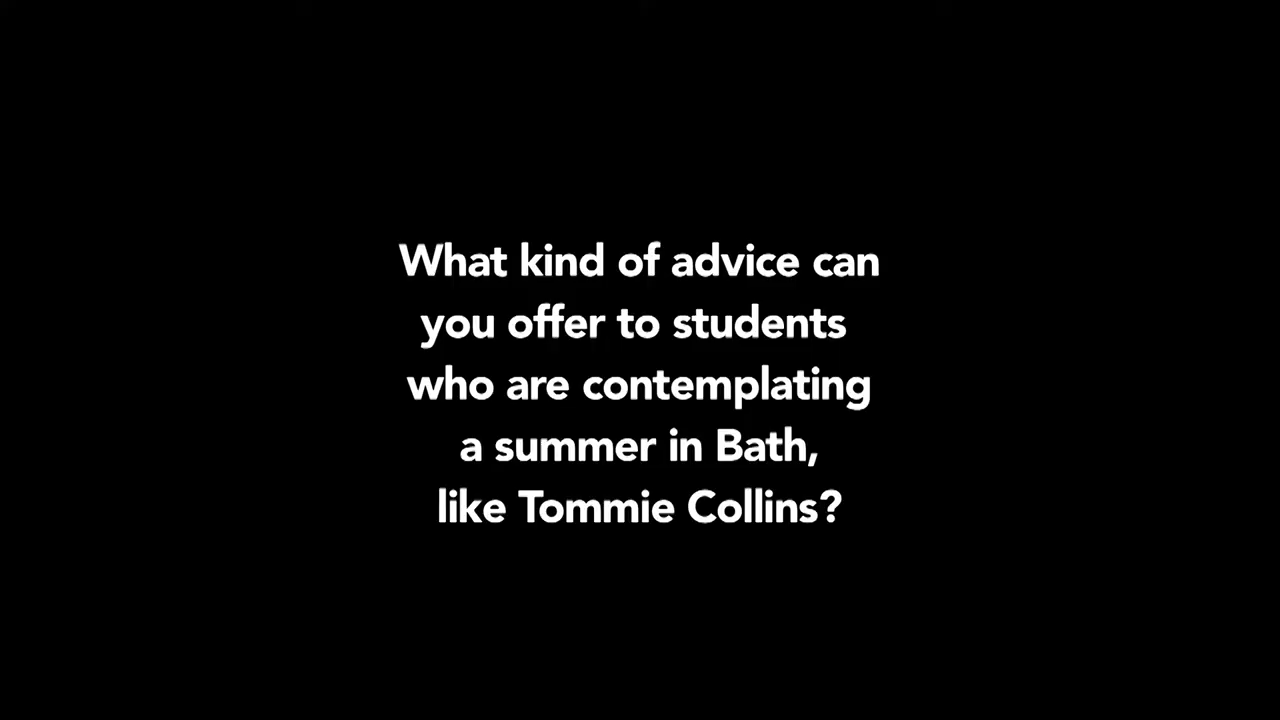 What kind of advice can
you offer to students
who are contemplating
a summer in Bath,
like Tommie Collins?